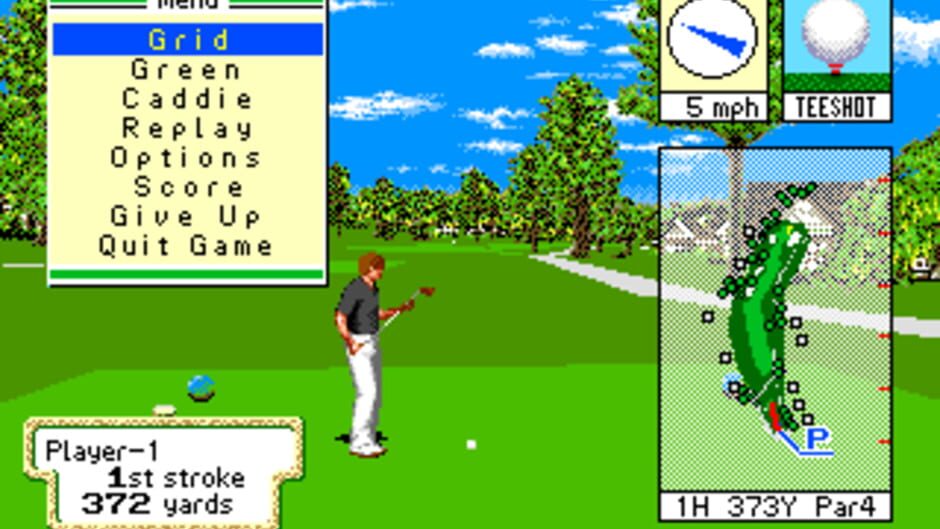 Menu
Grid
Green
Caddie
Replay
Options
Score
Give Up
Quit Game
5 mph
TEESHOT
Player-1
1st stroke
372 yards
P
1H 373Y Par4